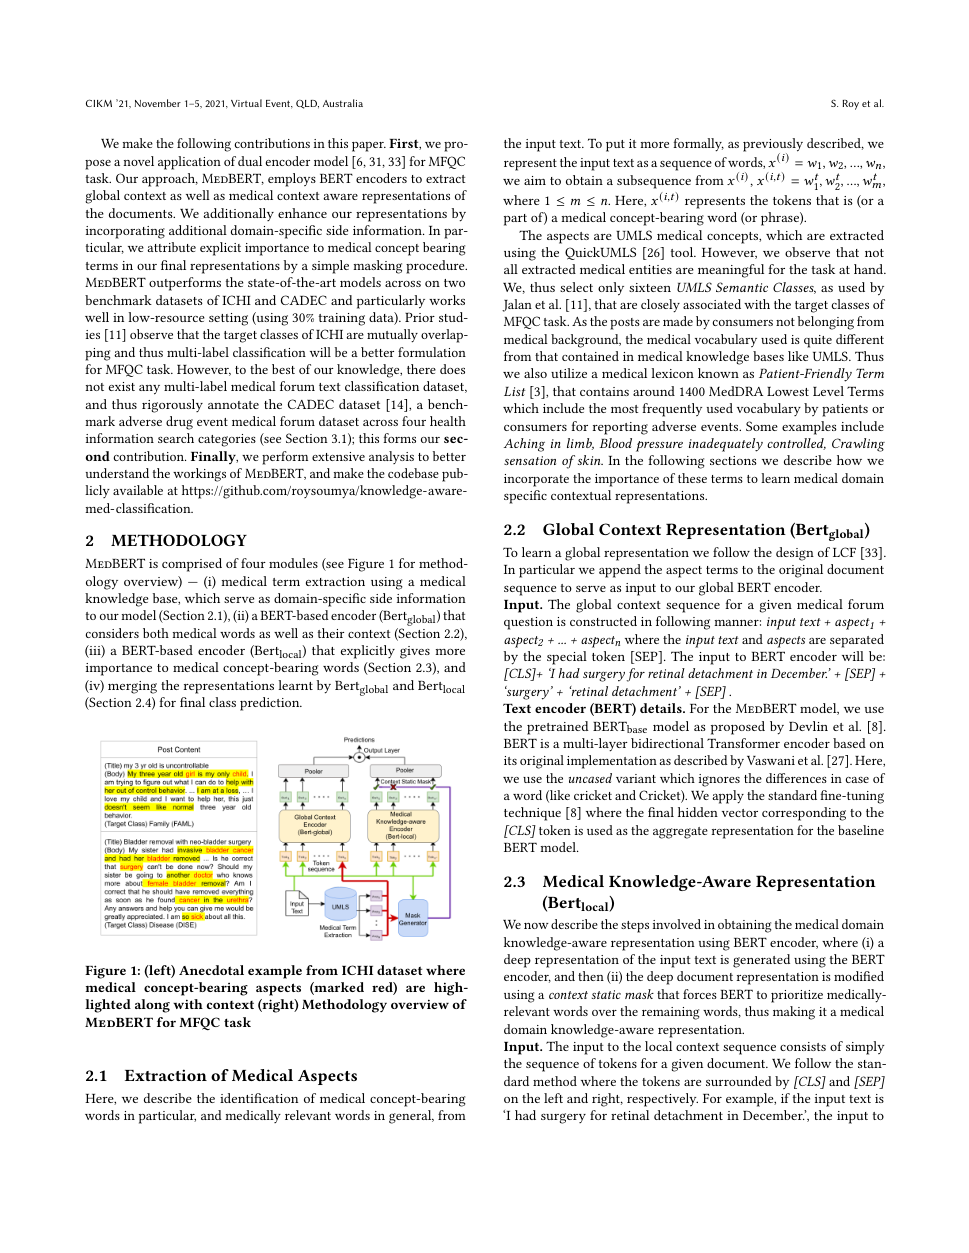 CIKM ’21, November 1–5, 2021, Virtual Event, QLD, Australia
S. Roy et al.
We make the following contributions in this paper. First, we pro-
pose a novel application of dual encoder model [6, 31, 33] for MFQC
task. Our approach, MedBERT, employs BERT encoders to extract
global context as well as medical context aware representations of
the documents. We additionally enhance our representations by
incorporating additional domain-specific side information. In par-
ticular, we attribute explicit importance to medical concept bearing
terms in our final representations by a simple masking procedure.
MedBERT outperforms the state-of-the-art models across on two
benchmark datasets of ICHI and CADEC and particularly works
well in low-resource setting (using 30% training data). Prior stud-
ies [11] observe that the target classes of ICHI are mutually overlap-
ping and thus multi-label classification will be a better formulation
for MFQC task. However, to the best of our knowledge, there does
not exist any multi-label medical forum text classification dataset,
and thus rigorously annotate the CADEC dataset [14], a bench-
mark adverse drug event medical forum dataset across four health
information search categories (see Section 3.1); this forms our sec-
ond contribution. Finally, we perform extensive analysis to better
understand the workings of MedBERT, and make the codebase pub-
licly available at https://github.com/roysoumya/knowledge-aware-
med-classification.
2 METHODOLOGY
MedBERT is comprised of four modules (see Figure 1 for method-
ology overview) — (i) medical term extraction using a medical
knowledge base, which serve as domain-specific side information
to our model (Section 2.1), (ii) a BERT-based encoder (Bert_global) that
considers both medical words as well as their context (Section 2.2),
(iii) a BERT-based encoder (Bert_local) that explicitly gives more
importance to medical concept-bearing words (Section 2.3), and
(iv) merging the representations learnt by Bert_global and Bert_local
(Section 2.4) for final class prediction.
Post Content
(Title) my 3 yr old is uncontrollable
(Body) My three year old girl is my only child. I
am trying to figure out what I can do to help with
her out of control behavior. ... I am at a loss, ... I
love my child and I want to help her, this just
doesn't seem like normal three year old
behavior.
(Target Class) Family (FAML)
(Title) Bladder removal with neo-bladder surgery
(Body) My sister had invasive bladder cancer
and had her bladder removed ... Is he correct
that surgery can't be done now? Should my
sister be going to another doctor who knows
more about female bladder removal? Am I
correct that he should have removed everything
as soon as he found cancer in the urethra?
Any answers and help you can give me would be
greatly appreciated. I am so sick about all this.
(Target Class) Disease (DISE)
Predictions
Output Layer
Pooler
Pooler
Context Static Mask
Global Context
Encoder
(Bert-global)
Medical
Knowledge-aware
Encoder
(Bert-local)
Token
sequence
Input
Text
UMLS
Medical Term
Extraction
Mask
Generator
Figure 1: (left) Anecdotal example from ICHI dataset where
medical concept-bearing aspects (marked red) are high-
lighted along with context (right) Methodology overview of
MedBERT for MFQC task
2.1 Extraction of Medical Aspects
Here, we describe the identification of medical concept-bearing
words in particular, and medically relevant words in general, from
the input text. To put it more formally, as previously described, we
represent the input text as a sequence of words, x^(i) = w_1, w_2, ..., w_n,
we aim to obtain a subsequence from x^(i), x^(i,t) = w_1^t, w_2^t, ..., w_m^t,
where 1 ≤ m ≤ n. Here, x^(i,t) represents the tokens that is (or a
part of) a medical concept-bearing word (or phrase).
The aspects are UMLS medical concepts, which are extracted
using the QuickUMLS [26] tool. However, we observe that not
all extracted medical entities are meaningful for the task at hand.
We, thus select only sixteen UMLS Semantic Classes, as used by
Jalan et al. [11], that are closely associated with the target classes of
MFQC task. As the posts are made by consumers not belonging from
medical background, the medical vocabulary used is quite different
from that contained in medical knowledge bases like UMLS. Thus
we also utilize a medical lexicon known as Patient-Friendly Term
List [3], that contains around 1400 MedDRA Lowest Level Terms
which include the most frequently used vocabulary by patients or
consumers for reporting adverse events. Some examples include
Aching in limb, Blood pressure inadequately controlled, Crawling
sensation of skin. In the following sections we describe how we
incorporate the importance of these terms to learn medical domain
specific contextual representations.
2.2 Global Context Representation (Bert_global)
To learn a global representation we follow the design of LCF [33].
In particular we append the aspect terms to the original document
sequence to serve as input to our global BERT encoder.
Input. The global context sequence for a given medical forum
question is constructed in following manner: input text + aspect_1 +
aspect_2 + ... + aspect_n where the input text and aspects are separated
by the special token [SEP]. The input to BERT encoder will be:
[CLS]+ ‘I had surgery for retinal detachment in December.’ + [SEP] +
‘surgery’ + ‘retinal detachment’ + [SEP] .
Text encoder (BERT) details. For the MedBERT model, we use
the pretrained BERT_base model as proposed by Devlin et al. [8].
BERT is a multi-layer bidirectional Transformer encoder based on
its original implementation as described by Vaswani et al. [27]. Here,
we use the uncased variant which ignores the differences in case of
a word (like cricket and Cricket). We apply the standard fine-tuning
technique [8] where the final hidden vector corresponding to the
[CLS] token is used as the aggregate representation for the baseline
BERT model.
2.3 Medical Knowledge-Aware Representation
(Bert_local)
We now describe the steps involved in obtaining the medical domain
knowledge-aware representation using BERT encoder, where (i) a
deep representation of the input text is generated using the BERT
encoder, and then (ii) the deep document representation is modified
using a context static mask that forces BERT to prioritize medically-
relevant words over the remaining words, thus making it a medical
domain knowledge-aware representation.
Input. The input to the local context sequence consists of simply
the sequence of tokens for a given document. We follow the stan-
dard method where the tokens are surrounded by [CLS] and [SEP]
on the left and right, respectively. For example, if the input text is
‘I had surgery for retinal detachment in December.’, the input to